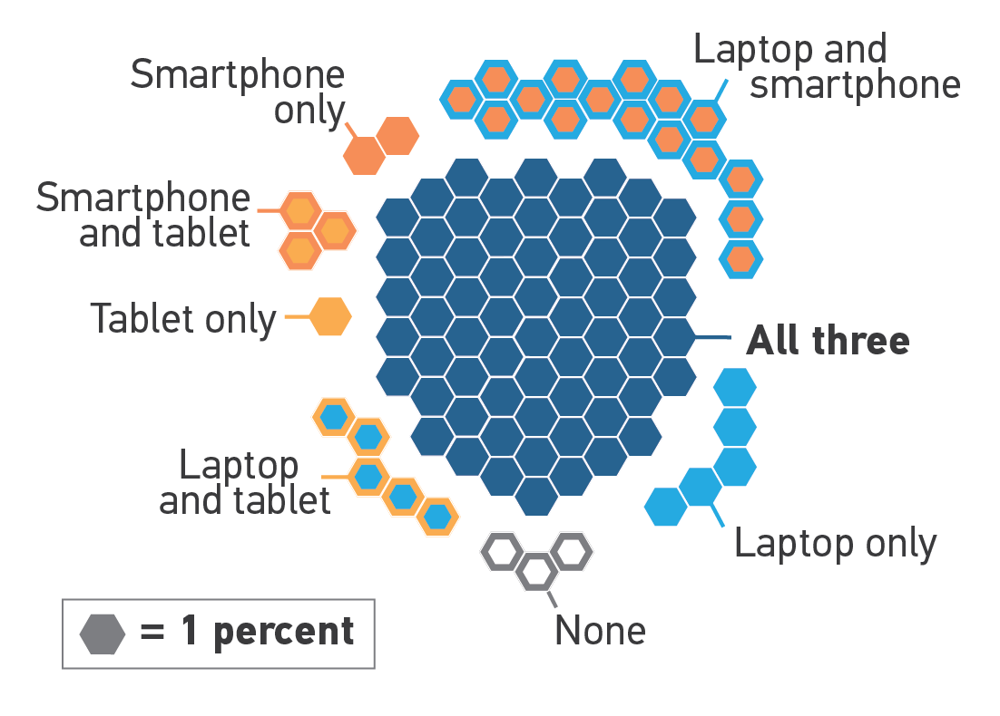 Laptop and
smartphone
Smartphone
only
Smartphone
and tablet
Tablet only
All three
Laptop
and tablet
Laptop only
None
= 1 percent